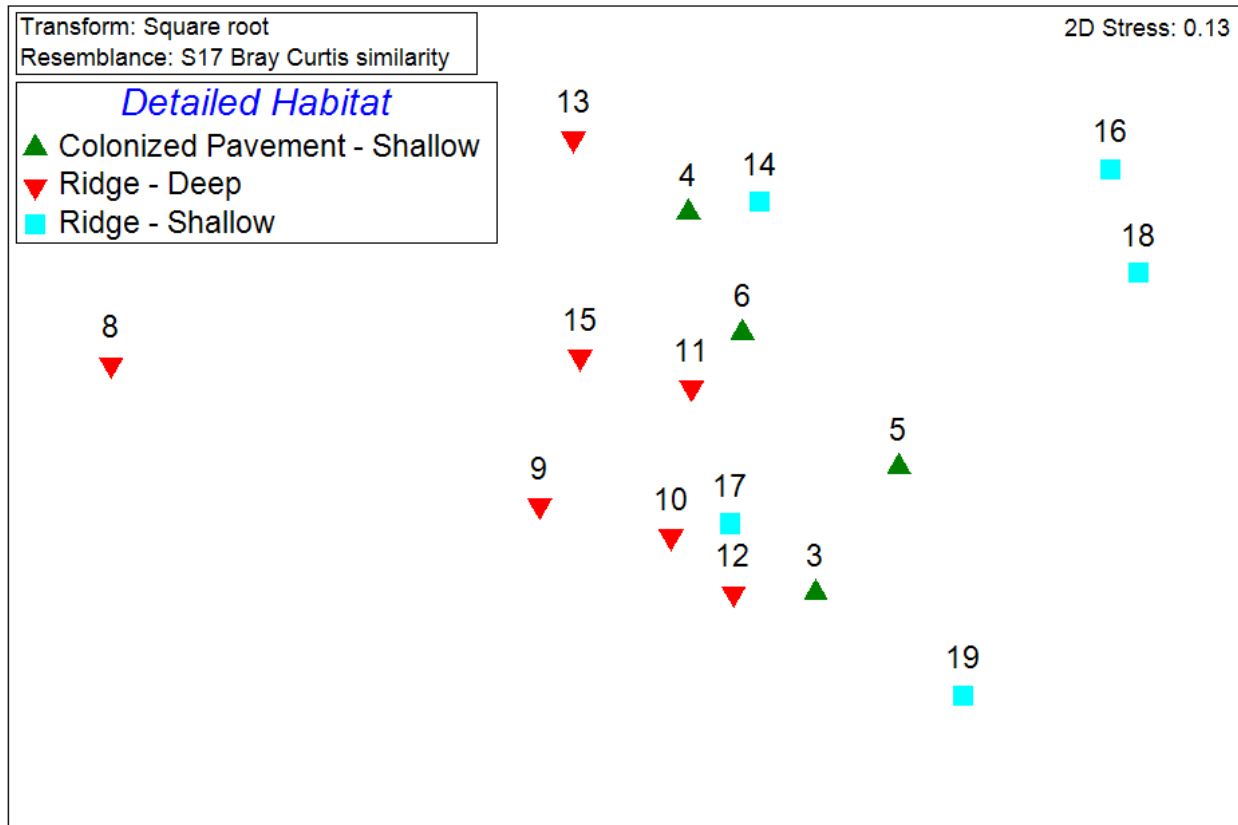 Transform: Square root
Resemblance: S17 Bray Curtis similarity
2D Stress: 0.13
Detailed Habitat
Colonized Pavement - Shallow
Ridge - Deep
Ridge - Shallow
13
4
14
16
18
8
15
6
11
5
9
10
17
12
3
19